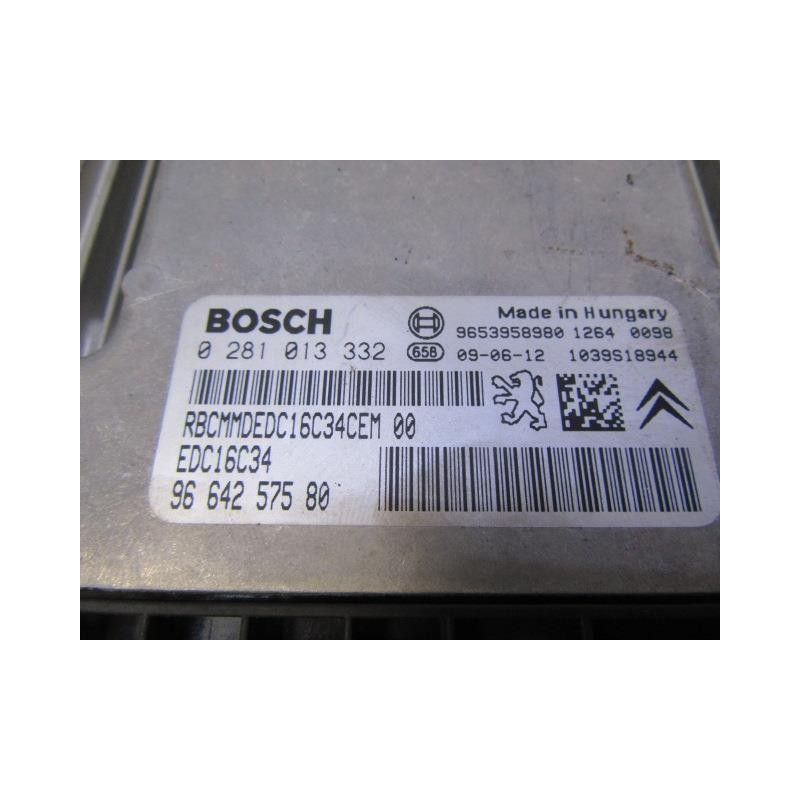 BOSCH
Made in Hungary
9653958980 1264 0098
0 281 013 332
658 09-06-12 1039S18944
RBCMMDEDC16C34CEM 00
EDC16C34
96 642 575 80